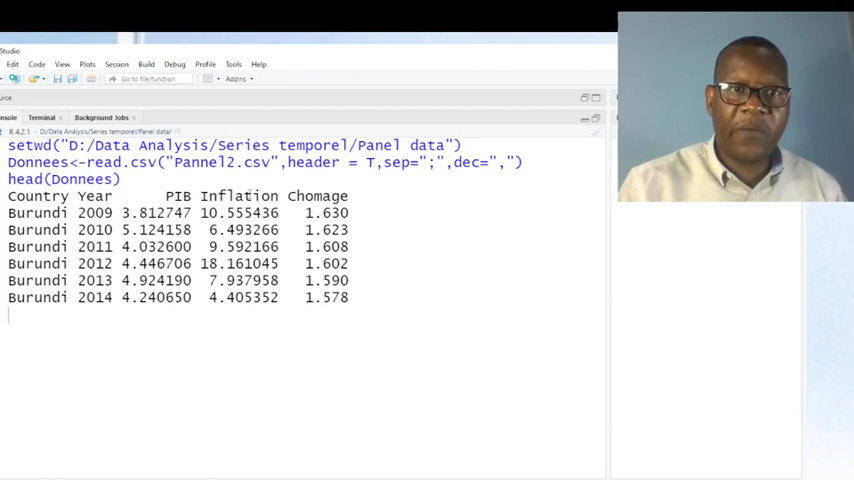 Studio
Edit Code View Plots Session Build Debug Profile Tools Help
Go to file/function Addins
urce
nsole Terminal Background Jobs
R 4.2.1 · D:/Data Analysis/Series temporel/Panel data/
setwd("D:/Data Analysis/Series temporel/Panel data")
Donnees<-read.csv("Pannel2.csv",header = T,sep=";",dec=",")
head(Donnees)
Country Year PIB Inflation Chomage
Burundi 2009 3.812747 10.555436 1.630
Burundi 2010 5.124158 6.493266 1.623
Burundi 2011 4.032600 9.592166 1.608
Burundi 2012 4.446706 18.161045 1.602
Burundi 2013 4.924190 7.937958 1.590
Burundi 2014 4.240650 4.405352 1.578